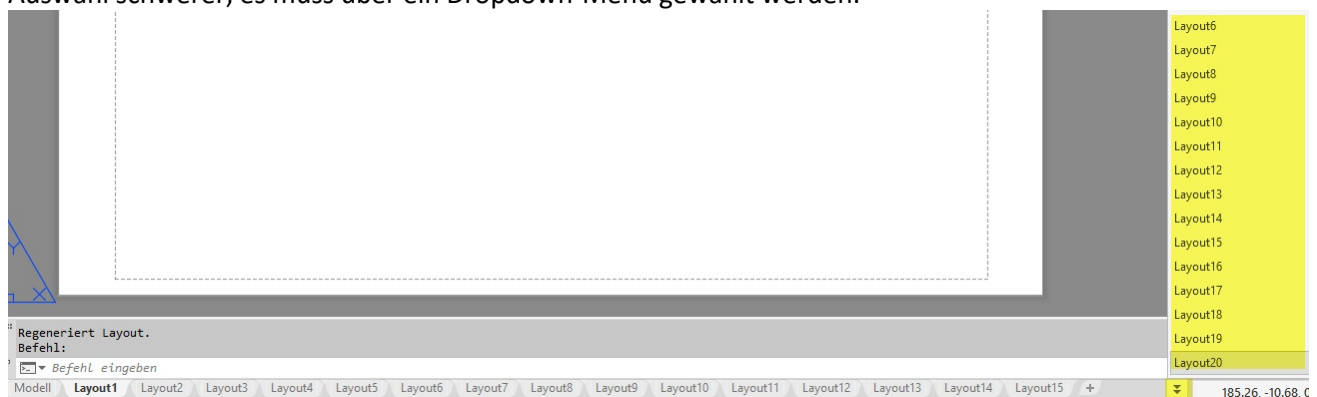 Auswahl schwerer, es muss über ein Dropdown-Menü gewählt werden.
Layout6
Layout7
Layout8
Layout9
Layout10
Layout11
Layout12
Layout13
Layout14
Layout15
Layout16
Layout17
Layout18
Layout19
Layout20
Y
X
Regeneriert Layout.
Befehl:
Befehl eingeben
Modell Layout1 Layout2 Layout3 Layout4 Layout5 Layout6 Layout7 Layout8 Layout9 Layout10 Layout11 Layout12 Layout13 Layout14 Layout15 +
185.26, -10.68, 0